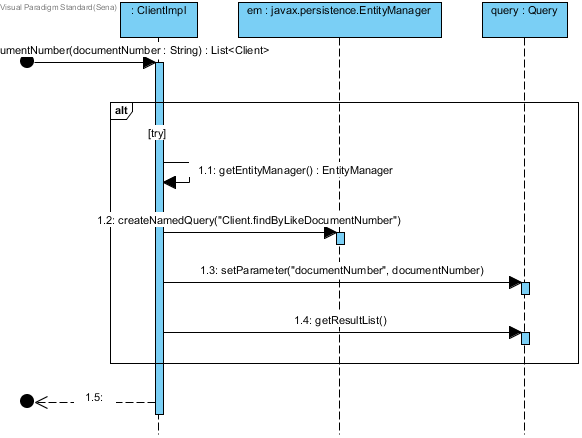 Visual Paradigm Standard(Sena)
: ClientImpl
em : javax.persistence.EntityManager
query : Query
umentNumber(documentNumber : String) : List<Client>
alt
[try]
1.1: getEntityManager() : EntityManager
1.2: createNamedQuery("Client.findByLikeDocumentNumber")
1.3: setParameter("documentNumber", documentNumber)
1.4: getResultList()
1.5: